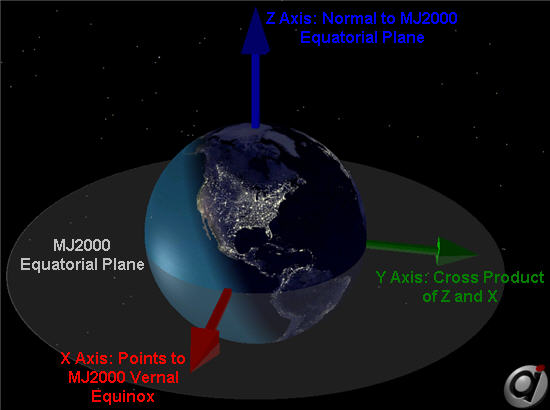 Z Axis: Normal to MJ2000
Equatorial Plane
MJ2000
Equatorial Plane
Y Axis: Cross Product
of Z and X
X Axis: Points to
MJ2000 Vernal
Equinox